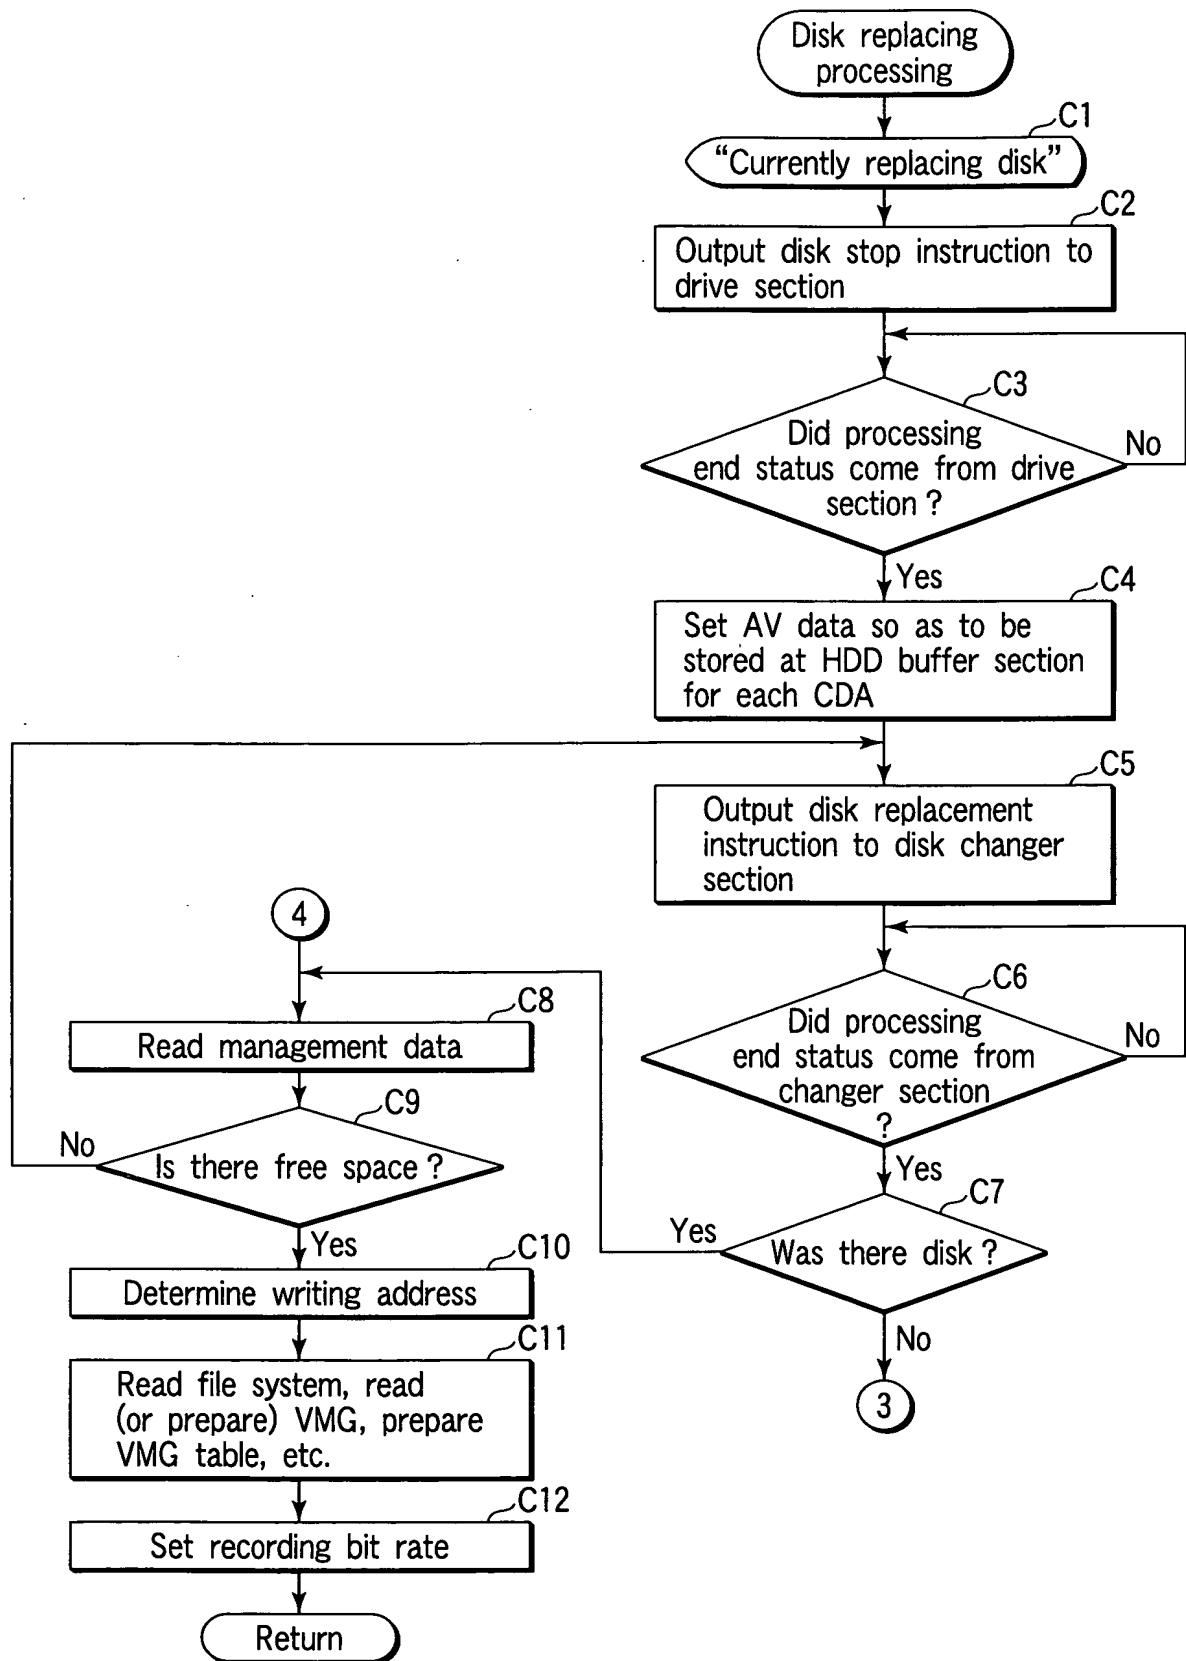 Disk replacing
processing
C1
“Currently replacing disk”
C2
Output disk stop instruction to
drive section
C3
Did processing
end status come from drive
section ?
No
Yes
C4
Set AV data so as to be
stored at HDD buffer section
for each CDA
C5
Output disk replacement
instruction to disk changer
section
C6
Did processing
end status come from
changer section
?
No
Yes
C7
Was there disk ?
Yes
No
3
4
C8
Read management data
C9
Is there free space ?
No
Yes
C10
Determine writing address
C11
Read file system, read
(or prepare) VMG, prepare
VMG table, etc.
C12
Set recording bit rate
Return